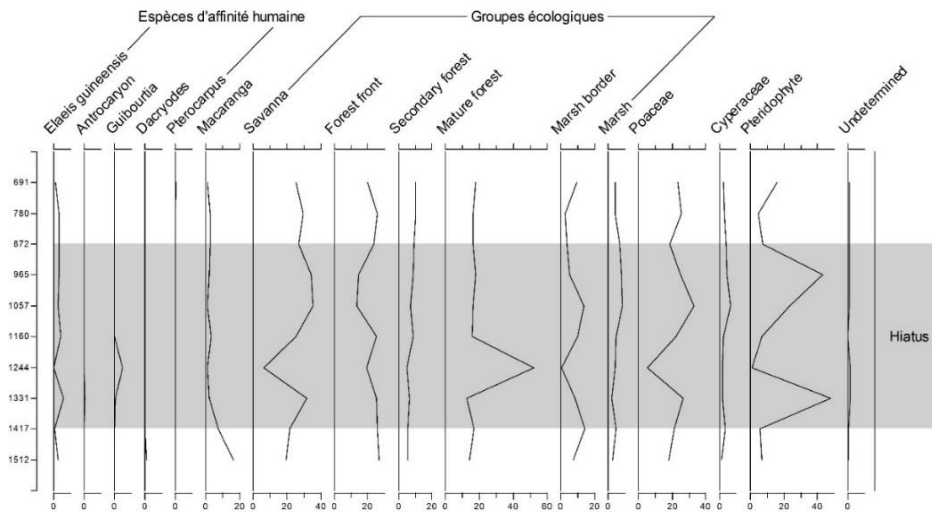 Espèces d'affinité humaine
Groupes écologiques
Elaeis guineensis
Antrocaryon
Guibourtia
Dacryodes
Pterocarpus
Macaranga
Savanna
Forest front
Secondary forest
Mature forest
Marsh border
Marsh
Poaceae
Cyperaceae
Pteridophyte
Undetermined
691
780
872
965
1057
1160
1244
1331
1417
1512
Hiatus
0 0 0 0 0 0 20 0 20 40 0 20 0 20 0 20 40 60 0 20 0 0 20 40 0 0 20 40 0